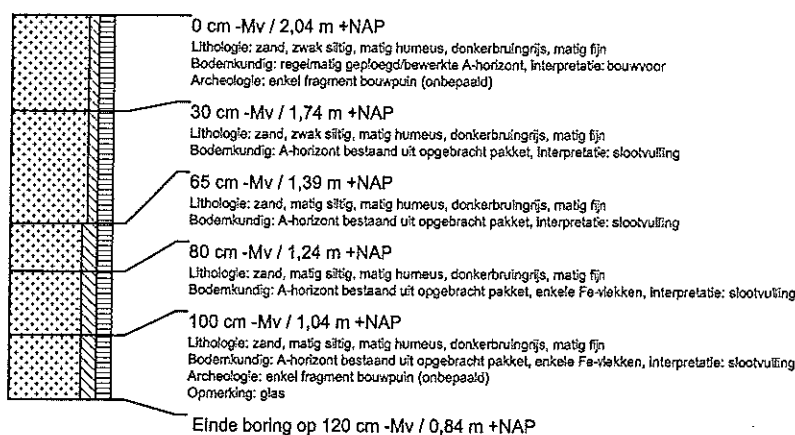 0 cm -Mv / 2,04 m +NAP
Lithologie: zand, zwak siltig, matig humeus, donkerbruingrijs, matig fijn
Bodemkundig: regelmatig geploegd/bewerkte A-horizont, interpretatie: bouwvoor
Archeologie: enkel fragment bouwpuin (onbepaald)
30 cm -Mv / 1,74 m +NAP
Lithologie: zand, zwak siltig, matig humeus, donkerbruingrijs, matig fijn
Bodemkundig: A-horizont bestaand uit opgebracht pakket, interpretatie: slootvulling
65 cm -Mv / 1,39 m +NAP
Lithologie: zand, matig siltig, matig humeus, donkerbruingrijs, matig fijn
Bodemkundig: A-horizont bestaand uit opgebracht pakket, interpretatie: slootvulling
80 cm -Mv / 1,24 m +NAP
Lithologie: zand, matig siltig, matig humeus, donkerbruingrijs, matig fijn
Bodemkundig: A-horizont bestaand uit opgebracht pakket, enkele Fe-vlekken, interpretatie: slootvulling
100 cm -Mv / 1,04 m +NAP
Lithologie: zand, matig siltig, matig humeus, donkerbruingrijs, matig fijn
Bodemkundig: A-horizont bestaand uit opgebracht pakket, enkele Fe-vlekken, interpretatie: slootvulling
Archeologie: enkel fragment bouwpuin (onbepaald)
Opmerking: glas
Einde boring op 120 cm -Mv / 0,84 m +NAP